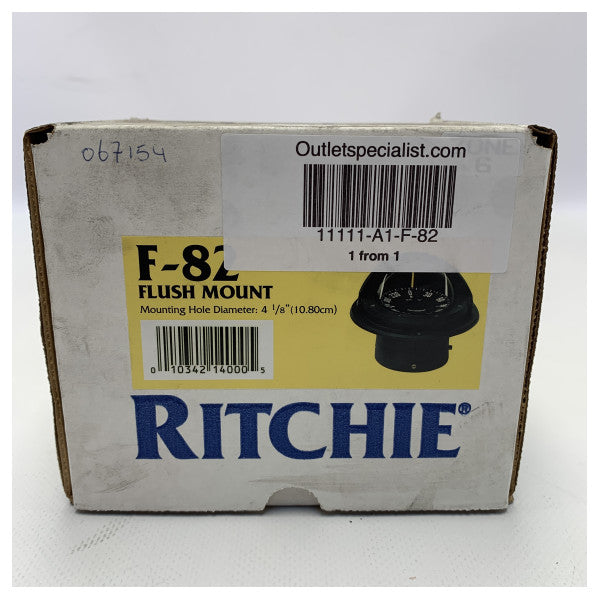 067154
Outletspecialist.com
11111-A1-F-82
1 from 1
F-82
FLUSH MOUNT
Mounting Hole Diameter: 4 1/8"(10.80cm)
0 10342 14000 5
RITCHIE®